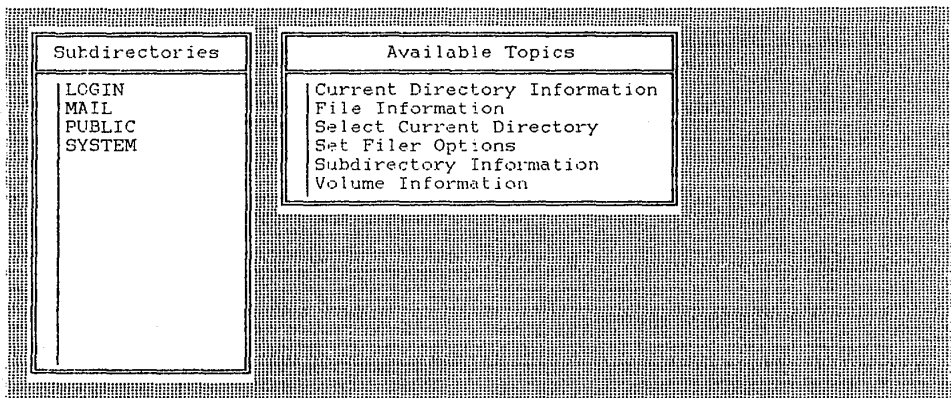 Subdirectories
LOGIN
MAIL
PUBLIC
SYSTEM
Available Topics
Current Directory Information
File Information
Select Current Directory
Set Filer Options
Subdirectory Information
Volume Information